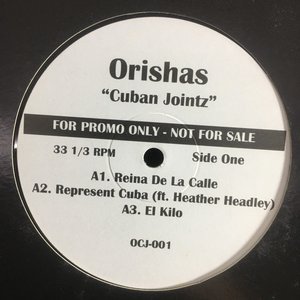 Orishas
"Cuban Jointz"
FOR PROMO ONLY - NOT FOR SALE
33 1/3 RPM Side One
A1. Reina De La Calle
A2. Represent Cuba (ft. Heather Headley)
A3. El Kilo
OCJ-001